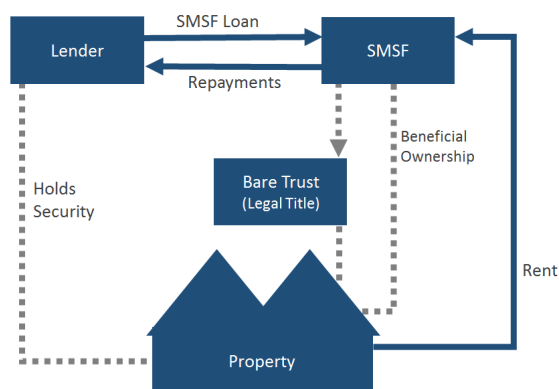 SMSF Loan
Lender
SMSF
Repayments
Beneficial
Ownership
Bare Trust
(Legal Title)
Holds
Security
Rent
Property